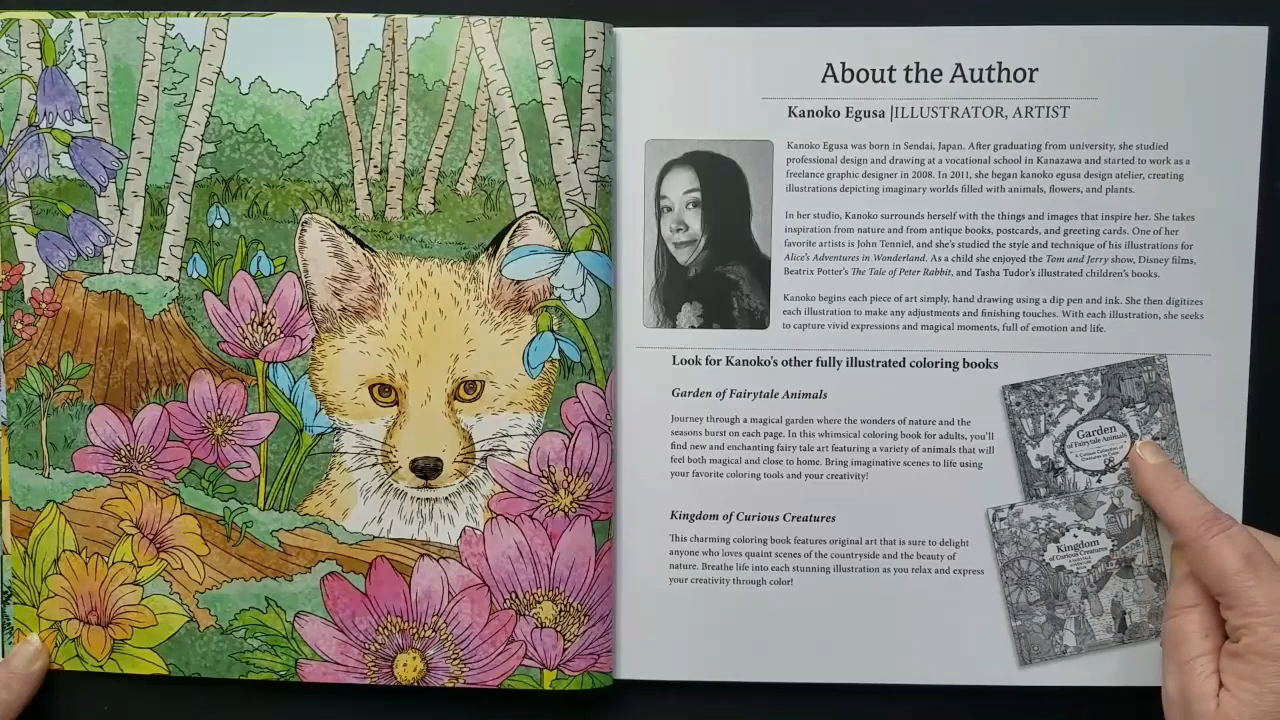 About the Author
Kanoko Egusa |ILLUSTRATOR, ARTIST
Kanoko Egusa was born in Sendai, Japan. After graduating from university, she studied
professional design and drawing at a vocational school in Kanazawa and started to work as a
freelance graphic designer in 2008. In 2011, she began kanoko egusa design atelier, creating
illustrations depicting imaginary worlds filled with animals, flowers, and plants.
In her studio, Kanoko surrounds herself with the things and images that inspire her. She takes
inspiration from nature and from antique books, postcards, and greeting cards. One of her
favorite artists is John Tenniel, and she's studied the style and technique of his illustrations for
Alice's Adventures in Wonderland. As a child she enjoyed the Tom and Jerry show, Disney films,
Beatrix Potter's The Tale of Peter Rabbit, and Tasha Tudor's illustrated children's books.
Kanoko begins each piece of art simply, hand drawing using a dip pen and ink. She then digitizes
each illustration to make any adjustments and finishing touches. With each illustration, she seeks
to capture vivid expressions and magical moments, full of emotion and life.
Look for Kanoko's other fully illustrated coloring books
Garden of Fairytale Animals
Journey through a magical garden where the wonders of nature and the
seasons burst on each page. In this whimsical coloring book for adults, you'll
find new and enchanting fairy tale art featuring a variety of animals that will
feel both magical and close to home. Bring imaginative scenes to life using
your favorite coloring tools and your creativity!
Garden
of Fairytale Animals
A Curious Collection of
Creatures to Color
Kingdom of Curious Creatures
This charming coloring book features original art that is sure to delight
anyone who loves quaint scenes of the countryside and the beauty of
nature. Breathe life into each stunning illustration as you relax and express
your creativity through color!
Kingdom
of Curious Creatures